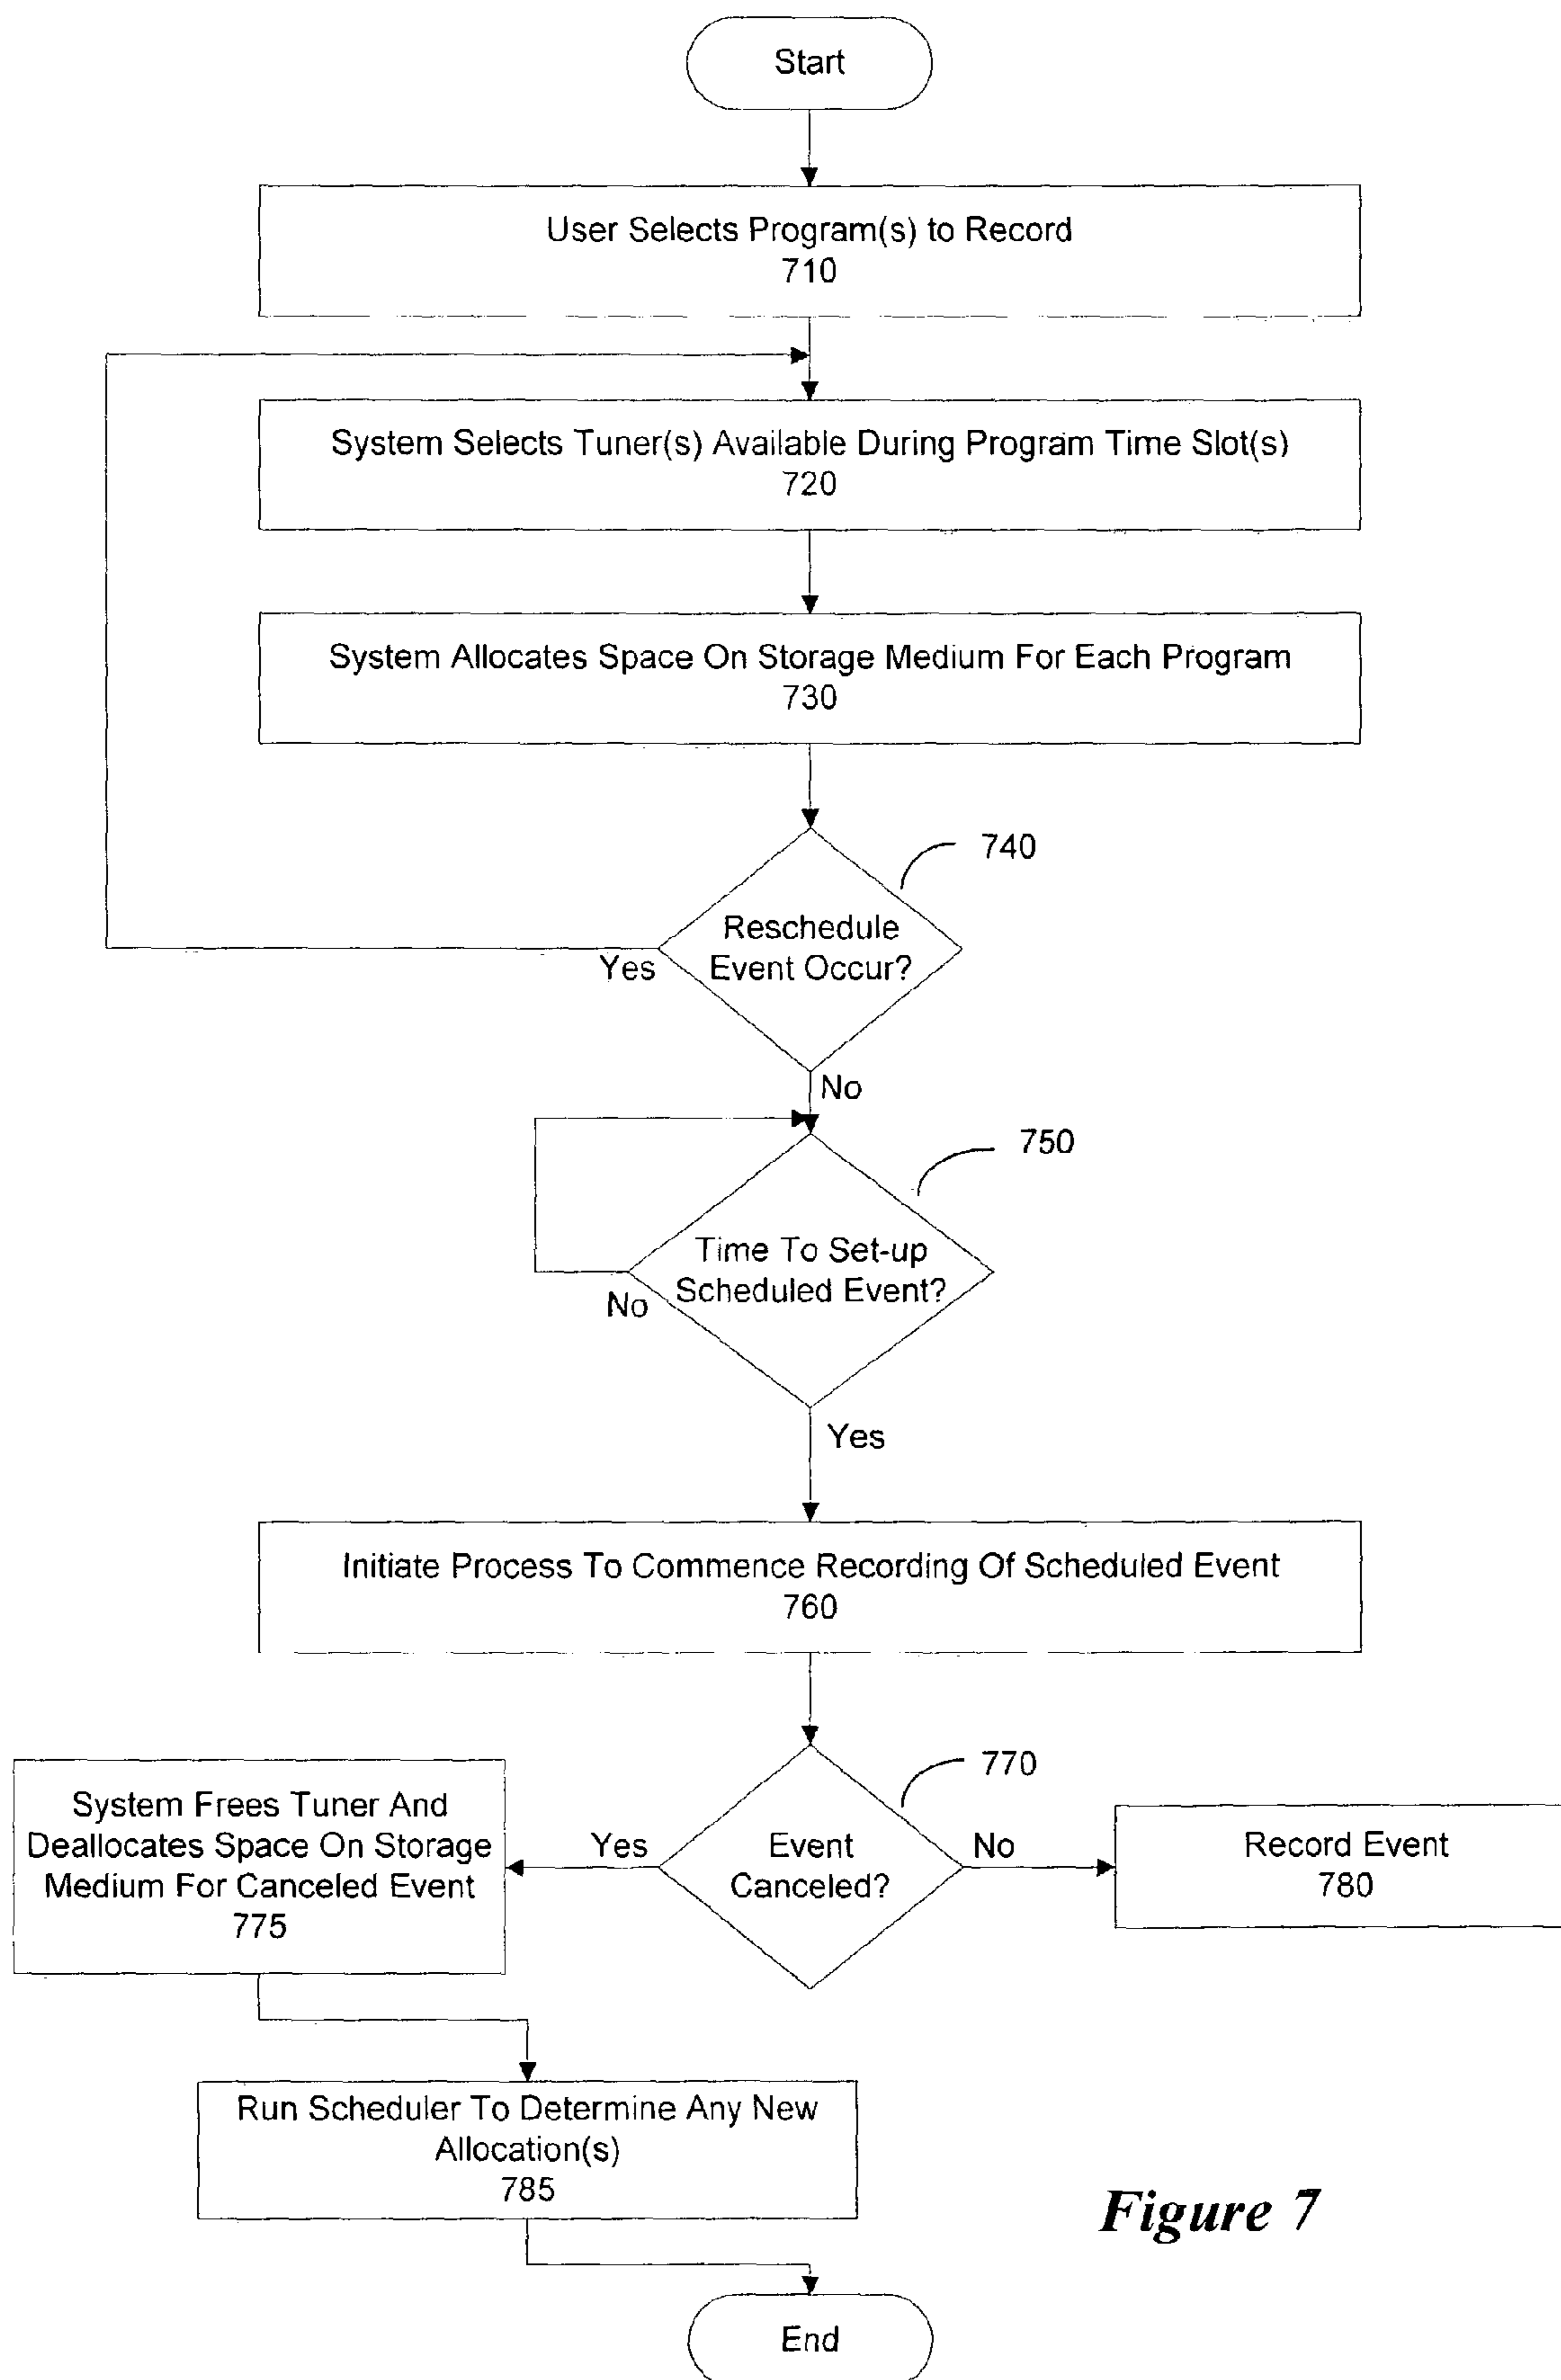 Start
User Selects Program(s) to Record
710
System Selects Tuner(s) Available During Program Time Slot(s)
720
System Allocates Space On Storage Medium For Each Program
730
740
Reschedule
Event Occur?
Yes
No
750
Time To Set-up
Scheduled Event?
No
Yes
Initiate Process To Commence Recording Of Scheduled Event
760
770
System Frees Tuner And
Deallocates Space On Storage
Medium For Canceled Event
775
Yes
Event
Canceled?
No
Record Event
780
Run Scheduler To Determine Any New
Allocation(s)
785
Figure 7
End